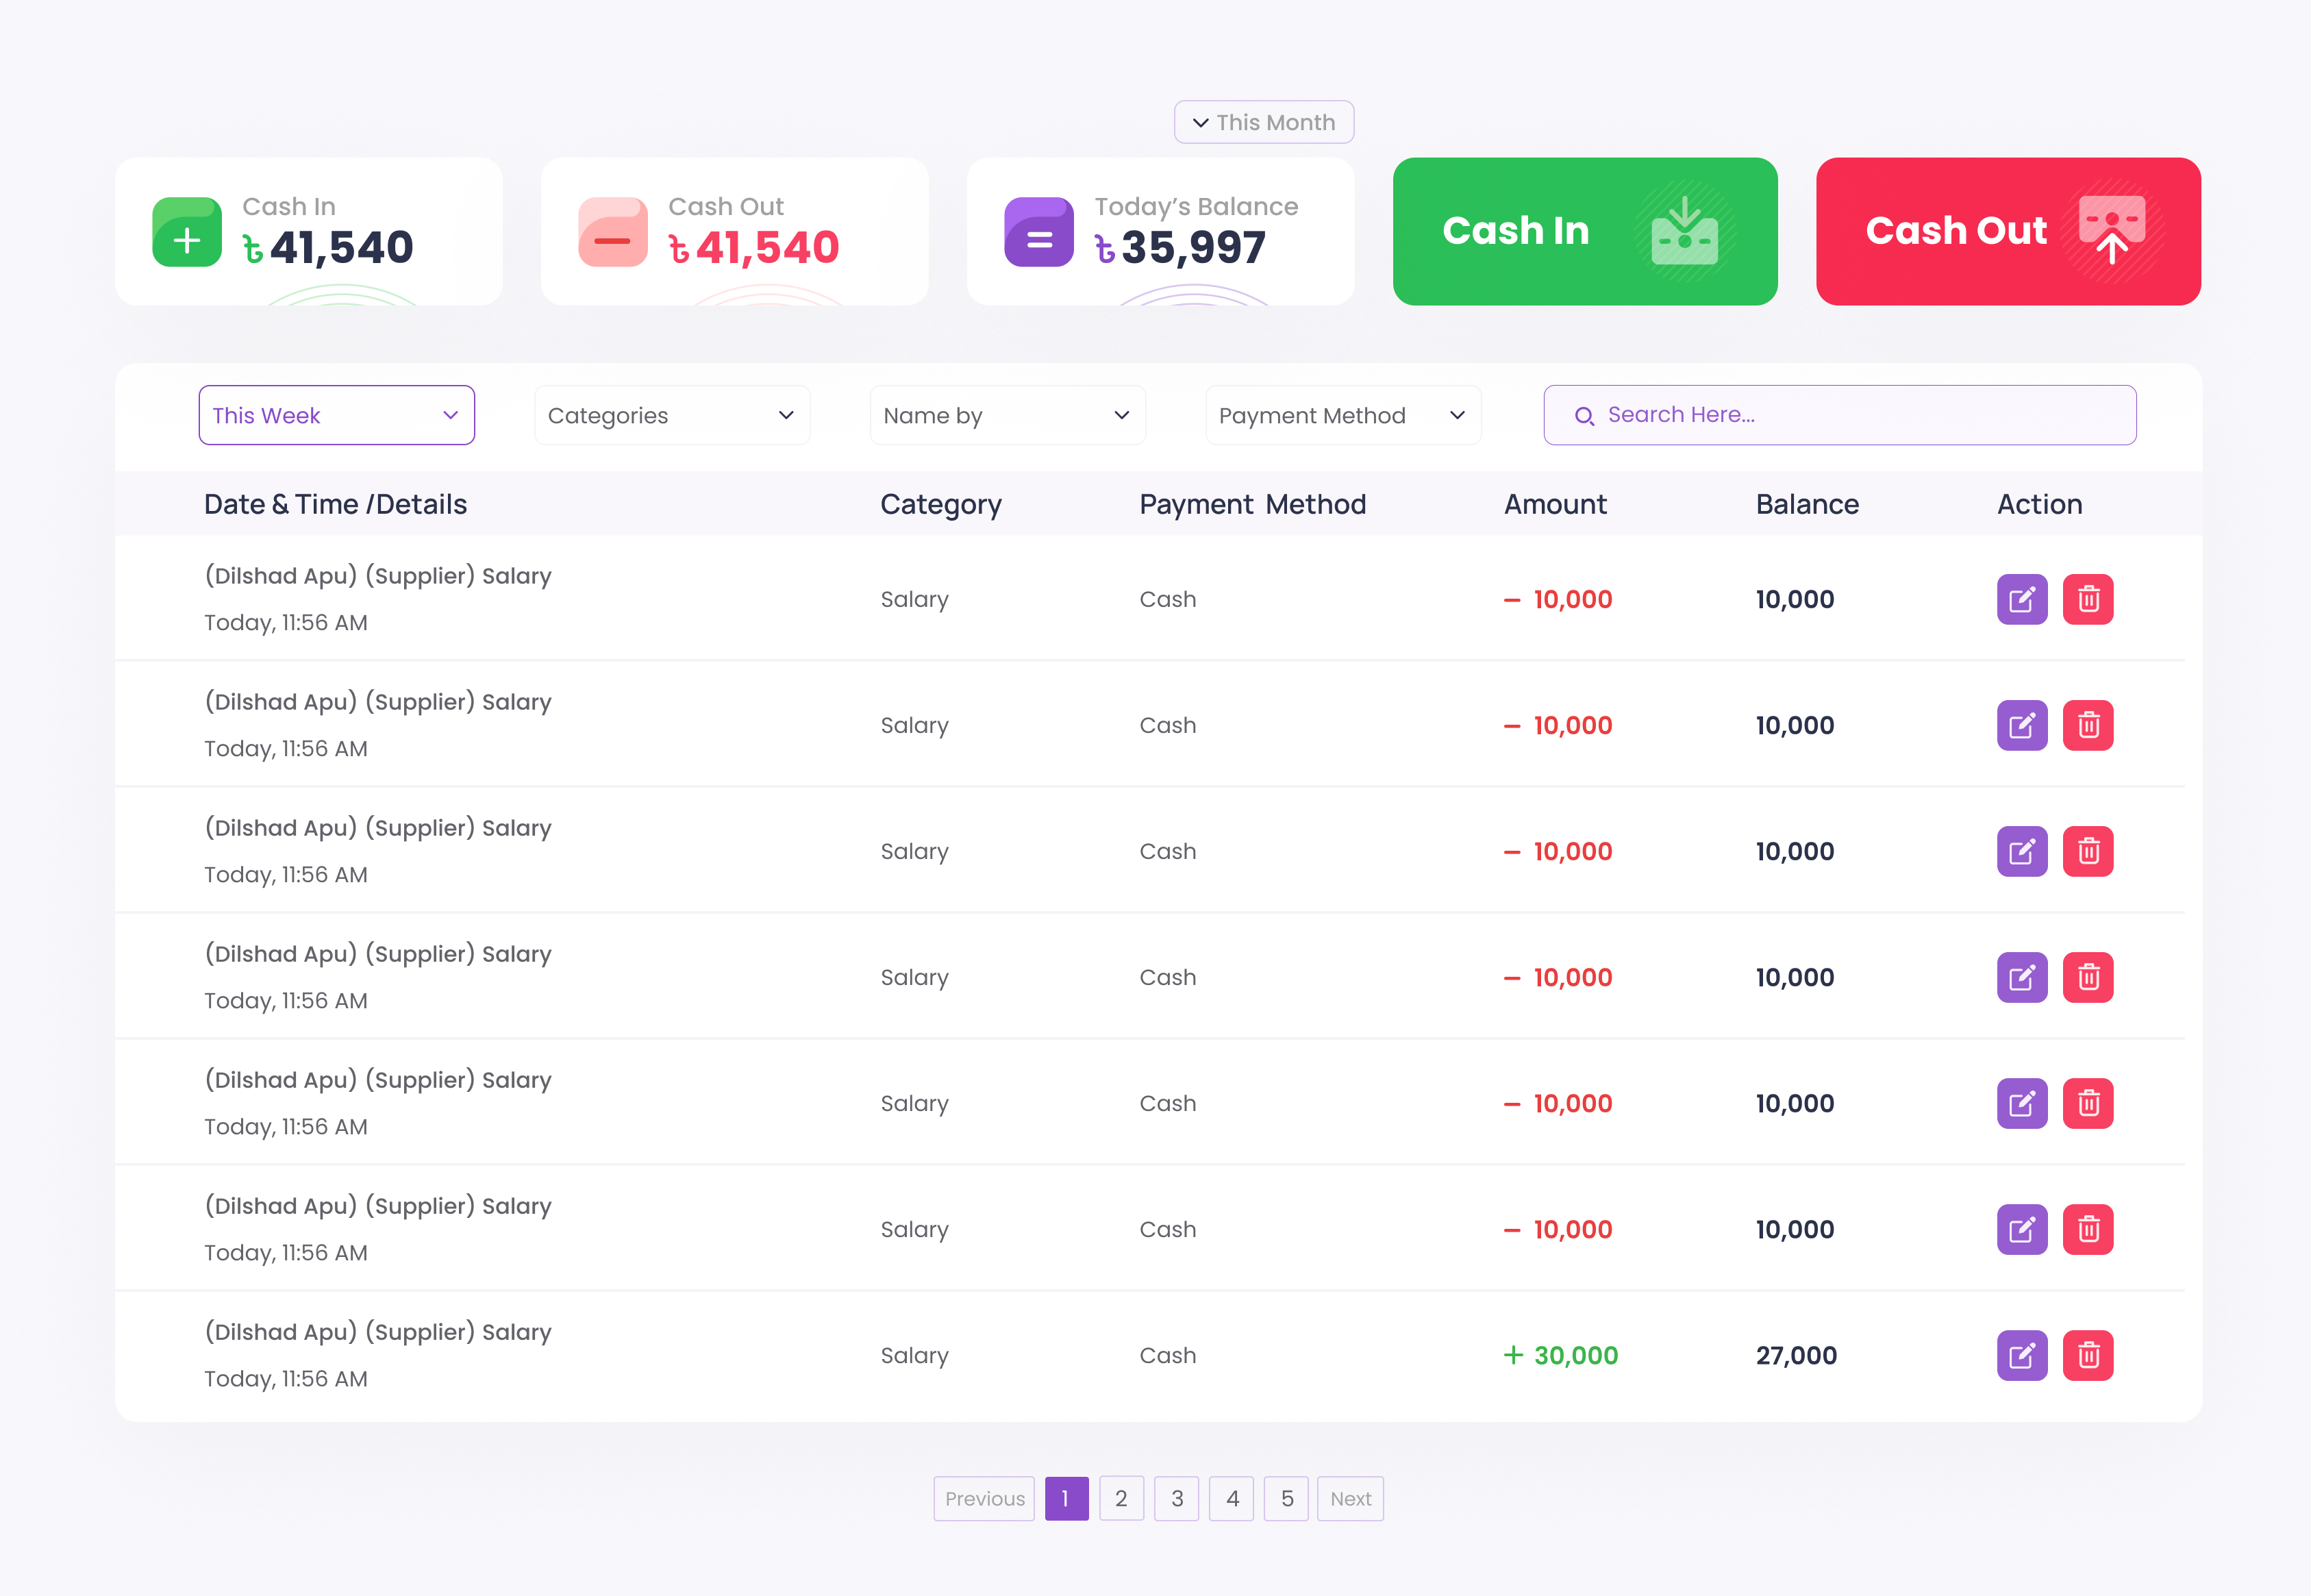 This Month
Cash In
৳ 41,540
Cash Out
৳ 41,540
Today’s Balance
৳ 35,997
Cash In
Cash Out
This Week
Categories
Name by
Payment Method
Search Here...
Date & Time /Details Category Payment Method Amount Balance Action
(Dilshad Apu) (Supplier) Salary
Today, 11:56 AM
Salary Cash – 10,000 10,000
(Dilshad Apu) (Supplier) Salary
Today, 11:56 AM
Salary Cash – 10,000 10,000
(Dilshad Apu) (Supplier) Salary
Today, 11:56 AM
Salary Cash – 10,000 10,000
(Dilshad Apu) (Supplier) Salary
Today, 11:56 AM
Salary Cash – 10,000 10,000
(Dilshad Apu) (Supplier) Salary
Today, 11:56 AM
Salary Cash – 10,000 10,000
(Dilshad Apu) (Supplier) Salary
Today, 11:56 AM
Salary Cash – 10,000 10,000
(Dilshad Apu) (Supplier) Salary
Today, 11:56 AM
Salary Cash + 30,000 27,000
Previous 1 2 3 4 5 Next